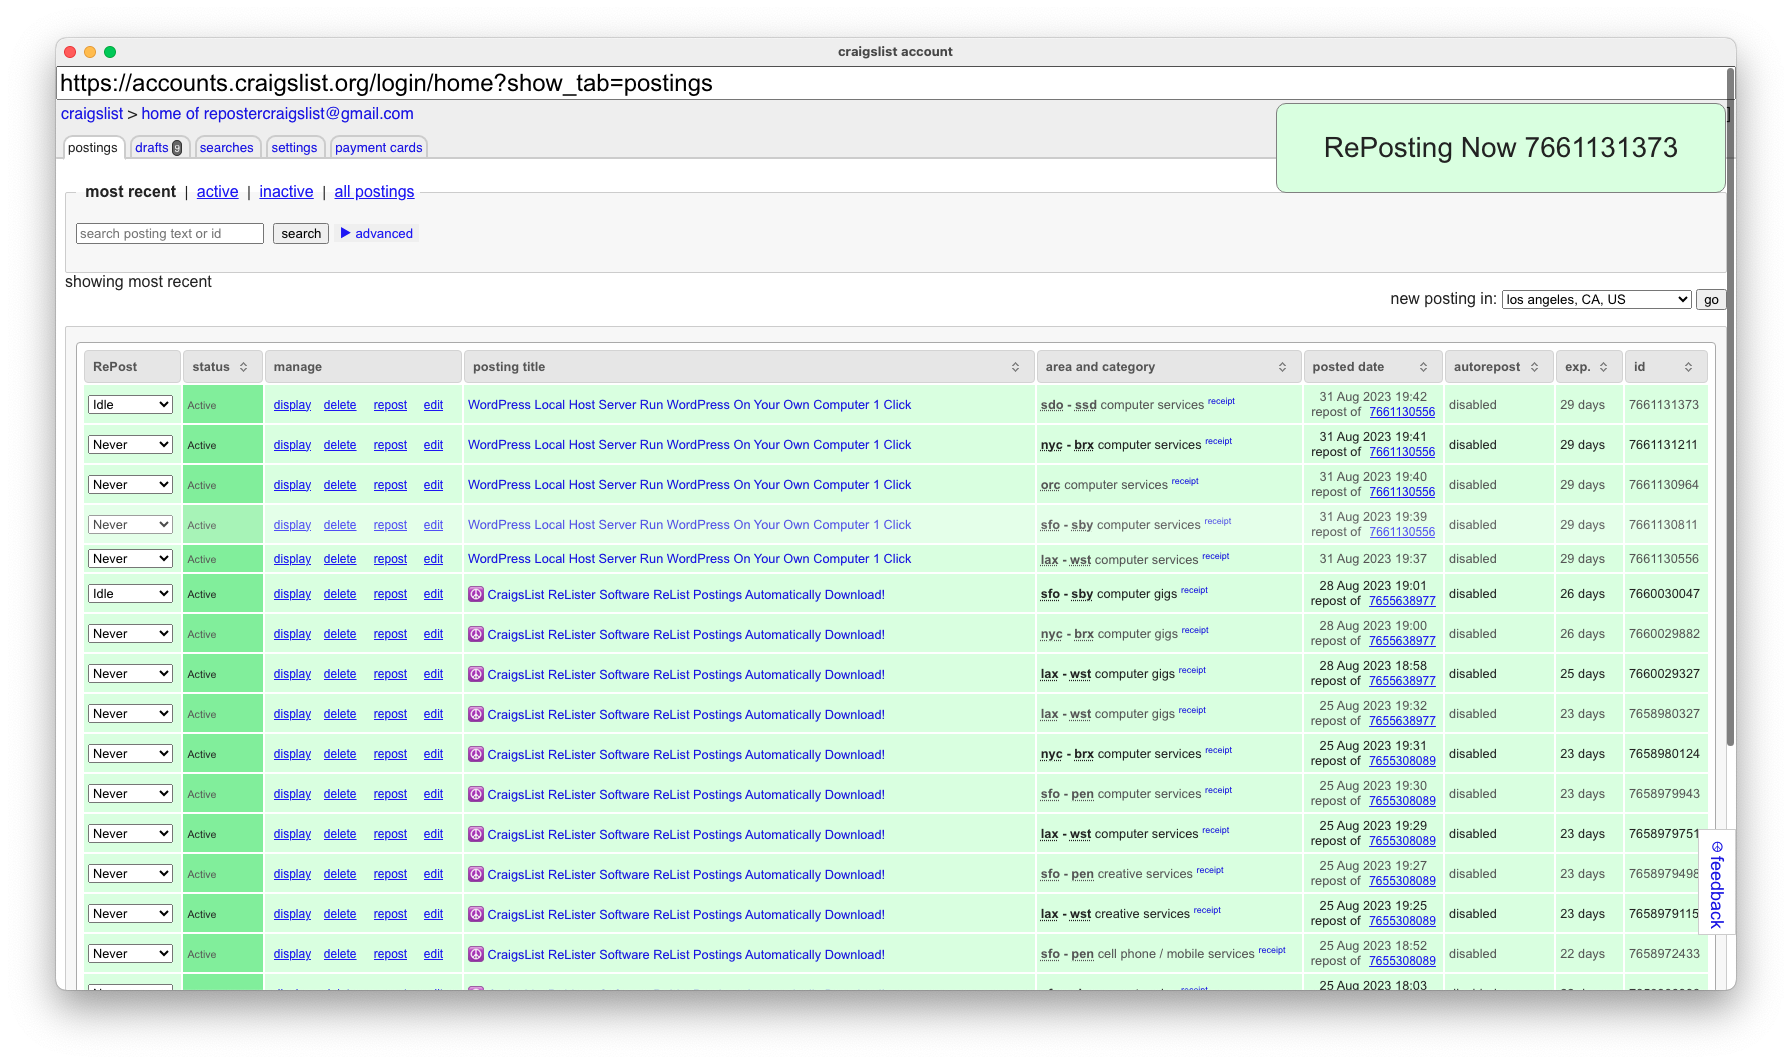 craigslist account
https://accounts.craigslist.org/login/home?show_tab=postings
craigslist > home of repostercraigslist@gmail.com
RePosting Now 7661131373
postings drafts 9 searches settings payment cards
most recent | active | inactive | all postings
search posting text or id search ▶ advanced
showing most recent
new posting in: los angeles, CA, US go
RePost status manage posting title area and category posted date autorepost exp. id
Idle Active display delete repost edit WordPress Local Host Server Run WordPress On Your Own Computer 1 Click sdo - ssd computer services receipt 31 Aug 2023 19:42 repost of 7661130556 disabled 29 days 7661131373
Never Active display delete repost edit WordPress Local Host Server Run WordPress On Your Own Computer 1 Click nyc - brx computer services receipt 31 Aug 2023 19:41 repost of 7661130556 disabled 29 days 7661131211
Never Active display delete repost edit WordPress Local Host Server Run WordPress On Your Own Computer 1 Click orc computer services receipt 31 Aug 2023 19:40 repost of 7661130556 disabled 29 days 7661130964
Never Active display delete repost edit WordPress Local Host Server Run WordPress On Your Own Computer 1 Click sfo - sby computer services receipt 31 Aug 2023 19:39 repost of 7661130556 disabled 29 days 7661130811
Never Active display delete repost edit WordPress Local Host Server Run WordPress On Your Own Computer 1 Click lax - wst computer services receipt 31 Aug 2023 19:37 disabled 29 days 7661130556
Idle Active display delete repost edit ☮ CraigsList ReLister Software ReList Postings Automatically Download! sfo - sby computer gigs receipt 28 Aug 2023 19:01 repost of 7655638977 disabled 26 days 7660030047
Never Active display delete repost edit ☮ CraigsList ReLister Software ReList Postings Automatically Download! nyc - brx computer gigs receipt 28 Aug 2023 19:00 repost of 7655638977 disabled 26 days 7660029882
Never Active display delete repost edit ☮ CraigsList ReLister Software ReList Postings Automatically Download! lax - wst computer gigs receipt 28 Aug 2023 18:58 repost of 7655638977 disabled 25 days 7660029327
Never Active display delete repost edit ☮ CraigsList ReLister Software ReList Postings Automatically Download! lax - wst computer gigs receipt 25 Aug 2023 19:32 repost of 7655638977 disabled 23 days 7658980327
Never Active display delete repost edit ☮ CraigsList ReLister Software ReList Postings Automatically Download! nyc - brx computer services receipt 25 Aug 2023 19:31 repost of 7655308089 disabled 23 days 7658980124
Never Active display delete repost edit ☮ CraigsList ReLister Software ReList Postings Automatically Download! sfo - pen computer services receipt 25 Aug 2023 19:30 repost of 7655308089 disabled 23 days 7658979943
Never Active display delete repost edit ☮ CraigsList ReLister Software ReList Postings Automatically Download! lax - wst computer services receipt 25 Aug 2023 19:29 repost of 7655308089 disabled 23 days 7658979751
Never Active display delete repost edit ☮ CraigsList ReLister Software ReList Postings Automatically Download! sfo - pen creative services receipt 25 Aug 2023 19:27 repost of 7655308089 disabled 23 days 7658979498
Never Active display delete repost edit ☮ CraigsList ReLister Software ReList Postings Automatically Download! lax - wst creative services receipt 25 Aug 2023 19:25 repost of 7655308089 disabled 23 days 7658979115
Never Active display delete repost edit ☮ CraigsList ReLister Software ReList Postings Automatically Download! sfo - pen cell phone / mobile services receipt 25 Aug 2023 18:52 repost of 7655308089 disabled 22 days 7658972433
25 Aug 2023 18:03
☮ feedback